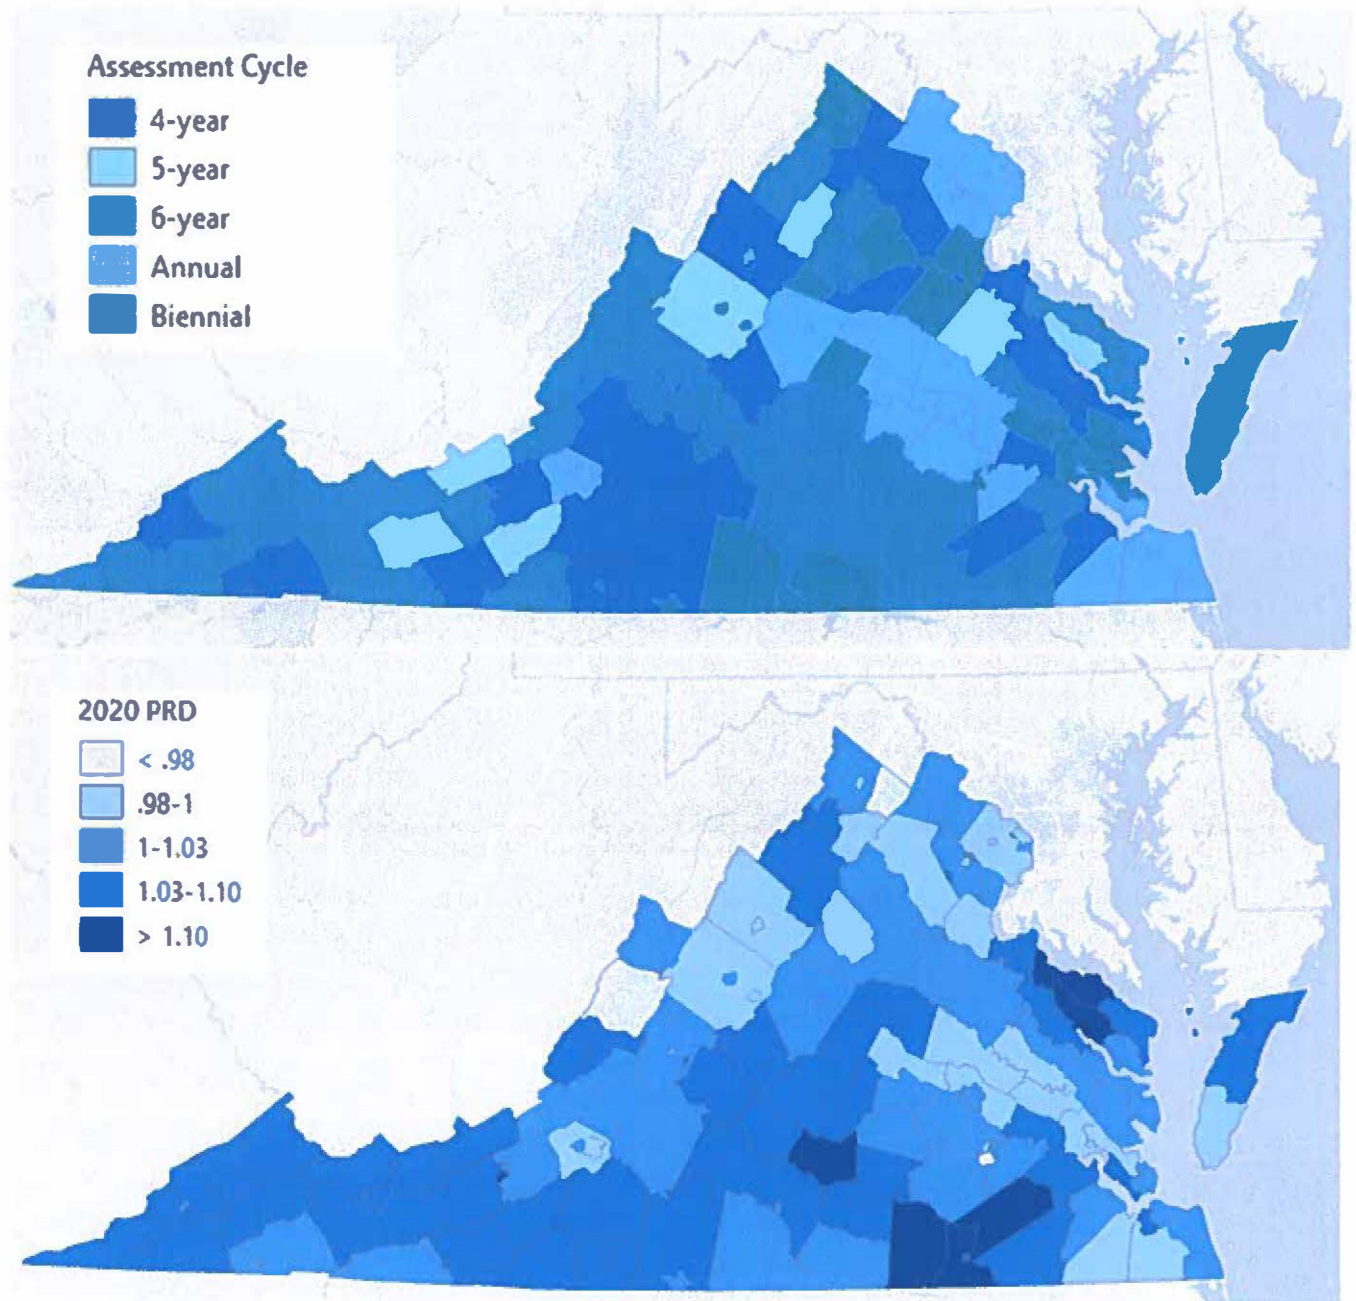 Assessment Cycle
4-year
5-year
6-year
Annual
Biennial
2020 PRD
< .98
.98-1
1-1.03
1.03-1.10
> 1.10